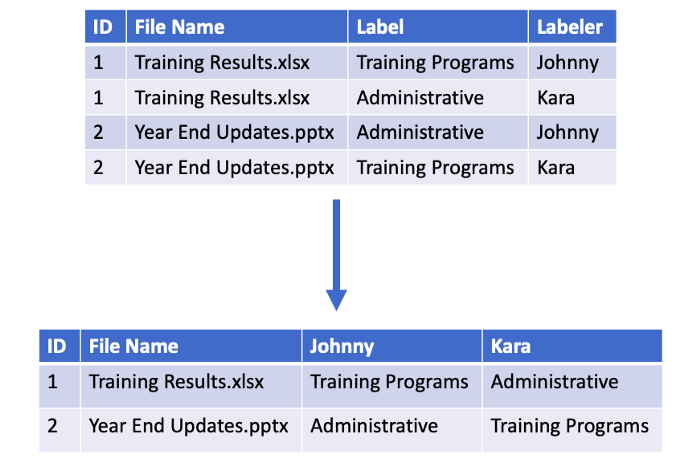 ID File Name Label Labeler
1 Training Results.xlsx Training Programs Johnny
1 Training Results.xlsx Administrative Kara
2 Year End Updates.pptx Administrative Johnny
2 Year End Updates.pptx Training Programs Kara
ID File Name Johnny Kara
1 Training Results.xlsx Training Programs Administrative
2 Year End Updates.pptx Administrative Training Programs